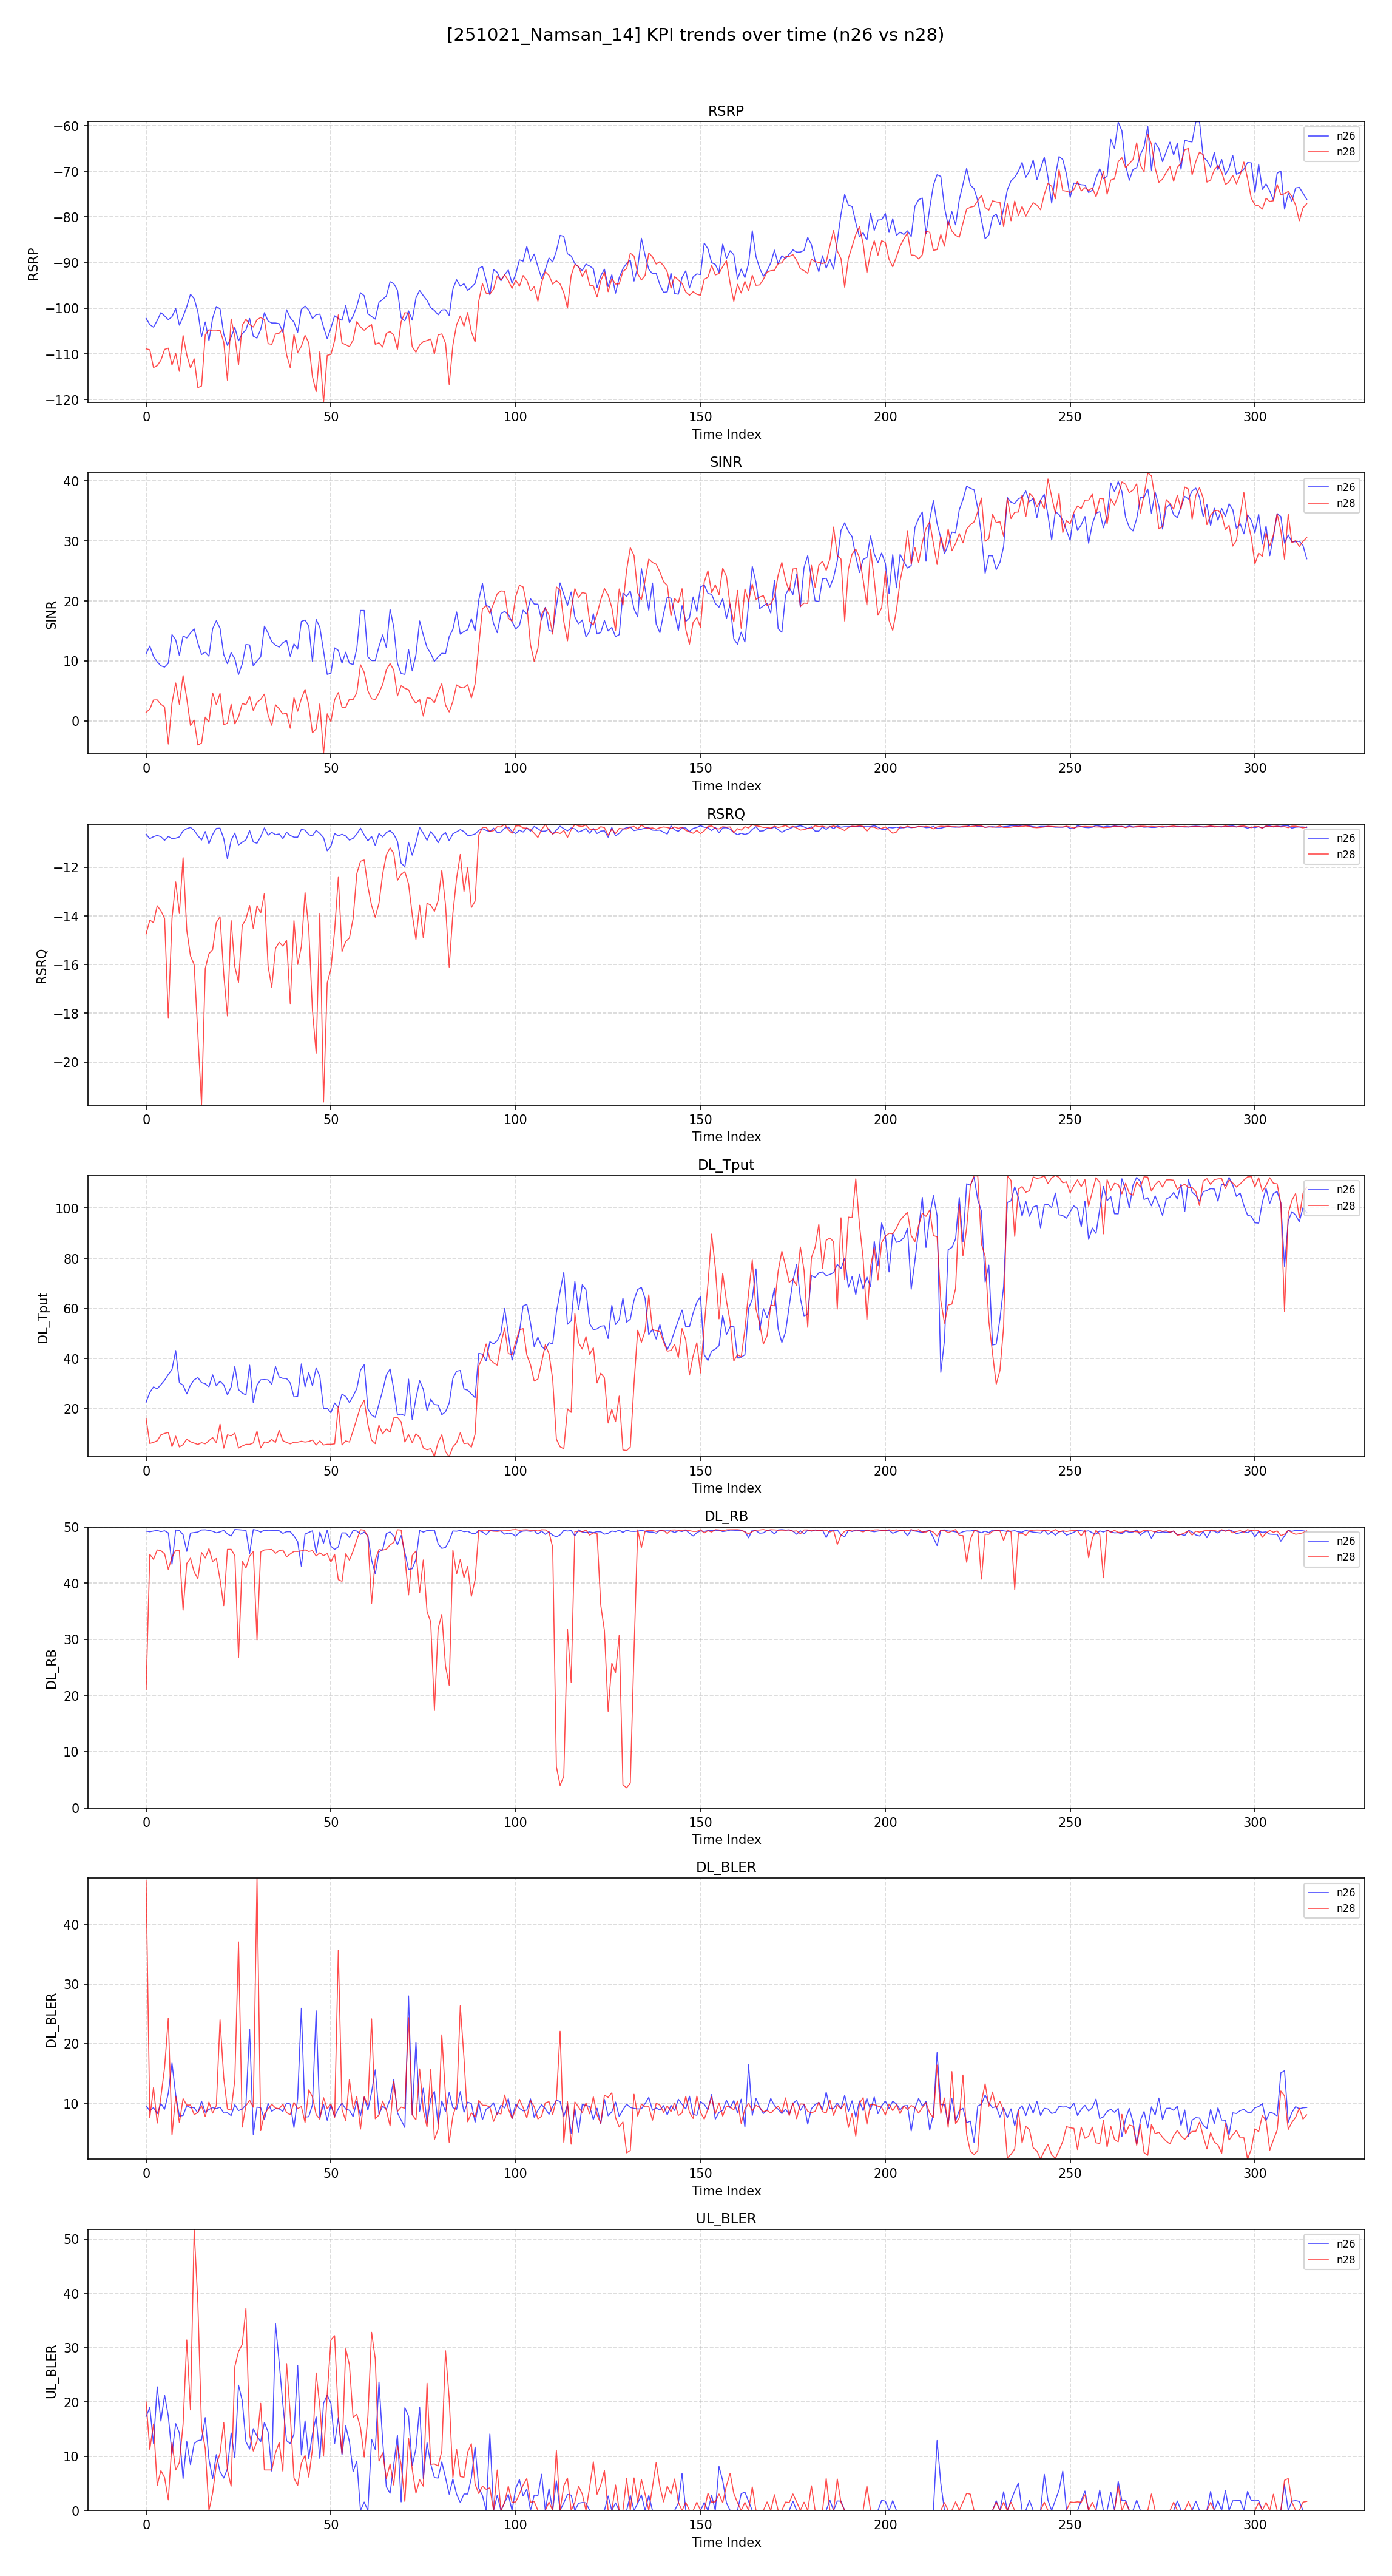 [251021_Namsan_14] KPI trends over time (n26 vs n28)
RSRP
n26
n28
RSRP
−60
−70
−80
−90
−100
−110
−120
0 50 100 150 200 250 300
Time Index
SINR
n26
n28
SINR
40
30
20
10
0
0 50 100 150 200 250 300
Time Index
RSRQ
n26
n28
RSRQ
−12
−14
−16
−18
−20
0 50 100 150 200 250 300
Time Index
DL_Tput
n26
n28
DL_Tput
100
80
60
40
20
0 50 100 150 200 250 300
Time Index
DL_RB
n26
n28
DL_RB
50
40
30
20
10
0
0 50 100 150 200 250 300
Time Index
DL_BLER
n26
n28
DL_BLER
40
30
20
10
0 50 100 150 200 250 300
Time Index
UL_BLER
n26
n28
UL_BLER
50
40
30
20
10
0
0 50 100 150 200 250 300
Time Index